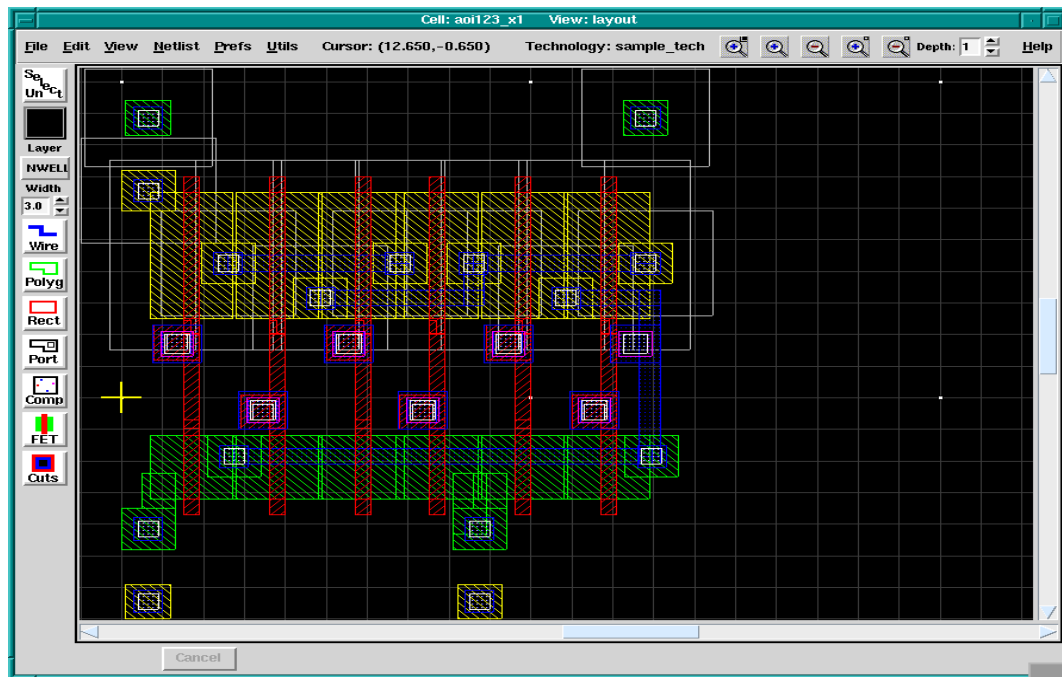 Cell: aoi123_x1 View: layout
File Edit View Netlist Prefs Utils Cursor: (12.650,-0.650) Technology: sample_tech Depth: 1 Help
Select
Unct
Layer
NWELL
Width
3.0
Wire
Polyg
Rect
Port
Comp
FET
Cuts
Cancel